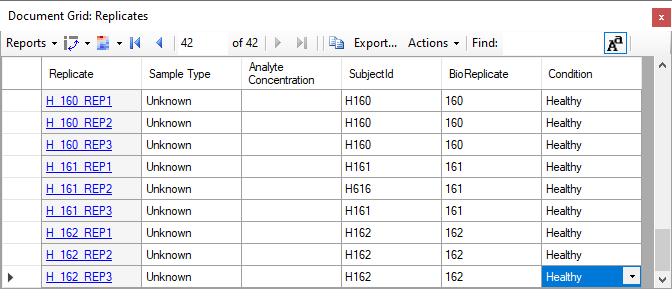 Document Grid: Replicates
Reports 42 of 42 Export... Actions Find: Aa
Replicate Sample Type Analyte Concentration SubjectId BioReplicate Condition
H_160_REP1 Unknown H160 160 Healthy
H_160_REP2 Unknown H160 160 Healthy
H_160_REP3 Unknown H160 160 Healthy
H_161_REP1 Unknown H161 161 Healthy
H_161_REP2 Unknown H616 161 Healthy
H_161_REP3 Unknown H161 161 Healthy
H_162_REP1 Unknown H162 162 Healthy
H_162_REP2 Unknown H162 162 Healthy
H_162_REP3 Unknown H162 162 Healthy